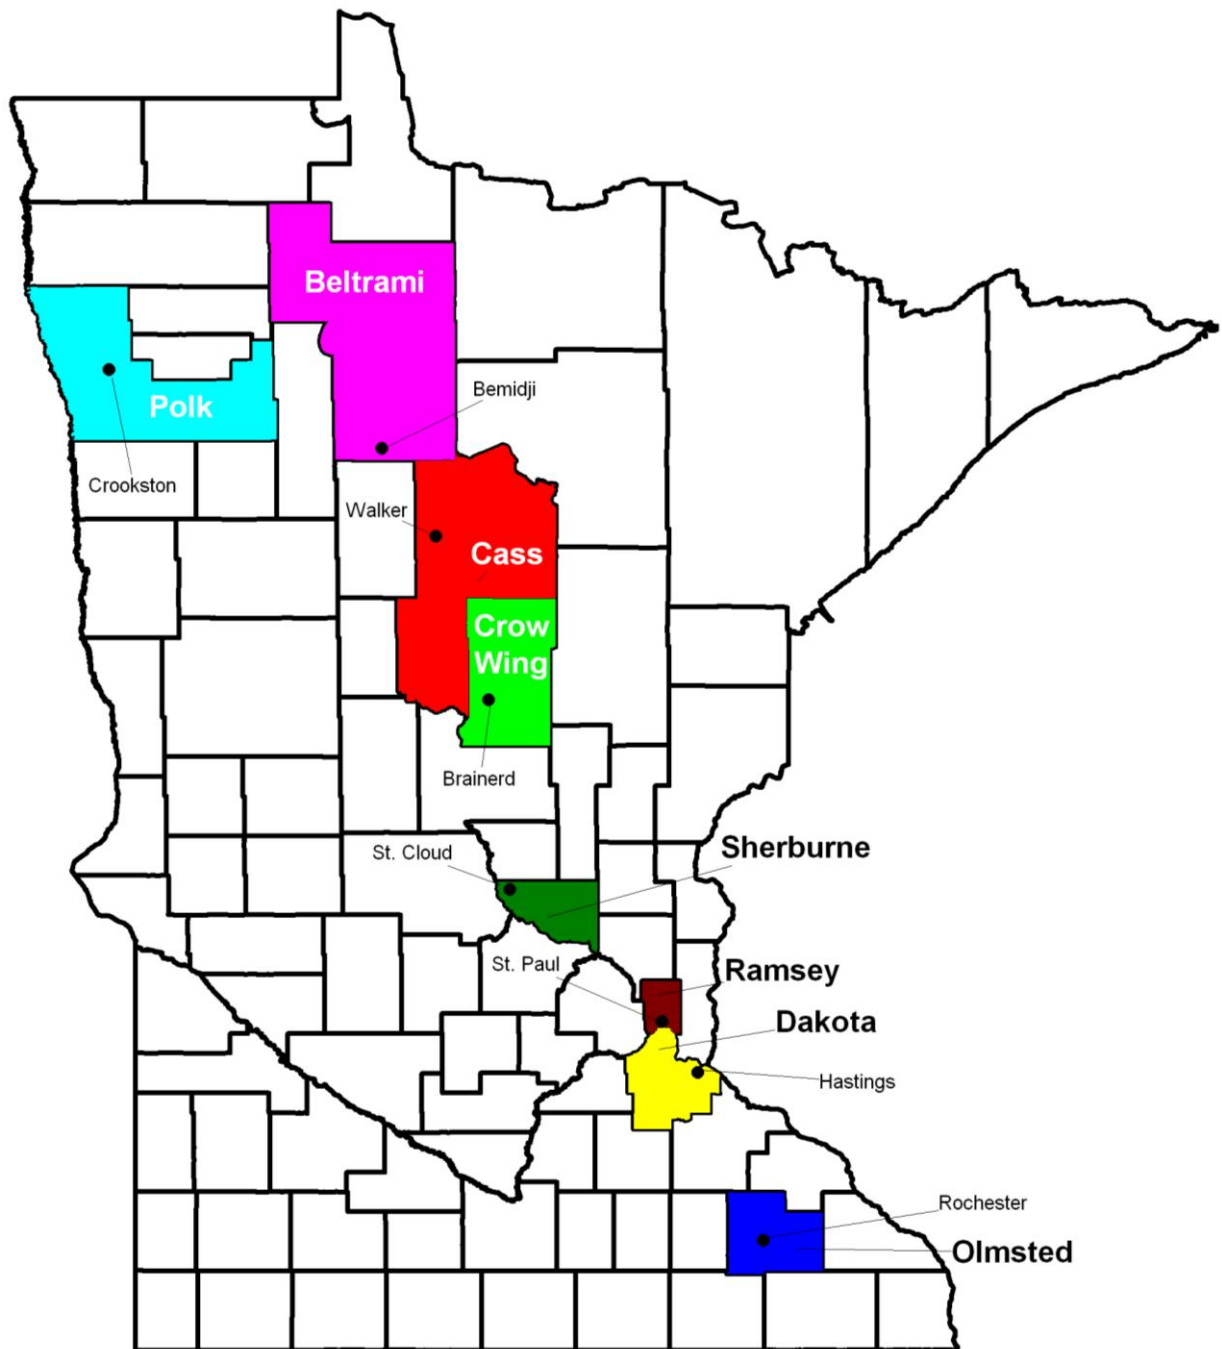 Beltrami
Bemidji
Polk
Crookston
Walker
Cass
Crow
Wing
Brainerd
Sherburne
St. Cloud
St. Paul
Ramsey
Dakota
Hastings
Rochester
Olmsted